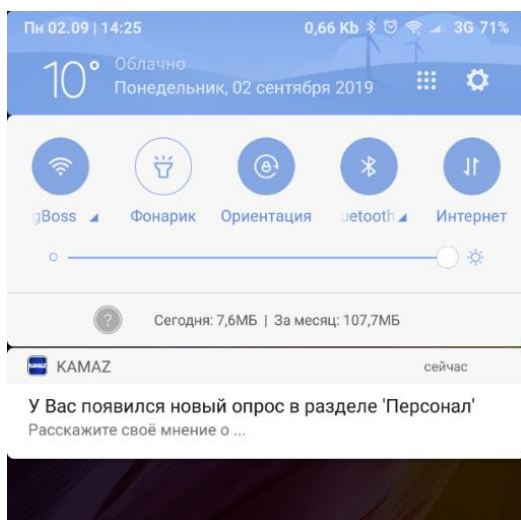 Пн 02.09 | 14:25 0,66 Kb 3G 71%
10° Облачно
Понедельник, 02 сентября 2019
gBoss Фонарик Ориентация uetooth Интернет
? Сегодня: 7,6МБ | За месяц: 107,7МБ
KAMAZ сейчас
У Вас появился новый опрос в разделе 'Персонал'
Расскажите своё мнение о ...